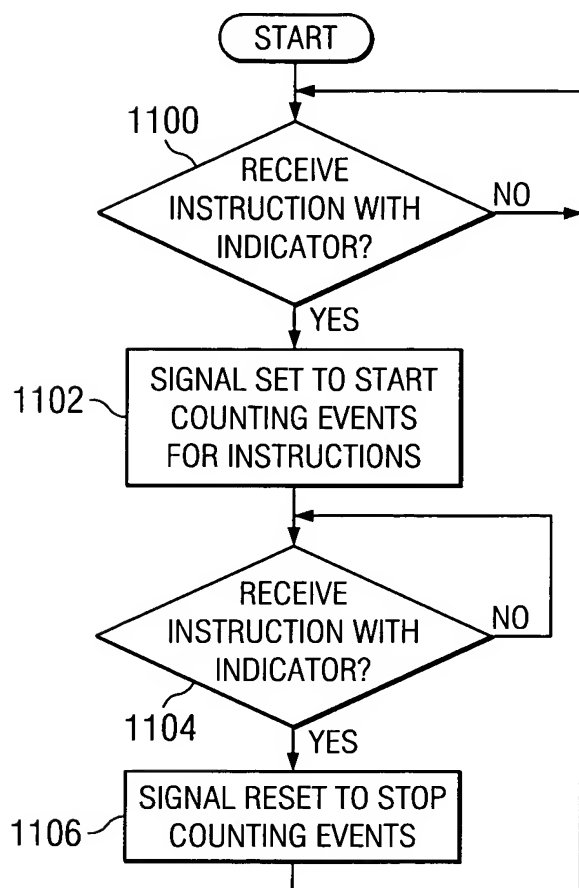 START
1100
RECEIVE
INSTRUCTION WITH
INDICATOR?
NO
YES
1102
SIGNAL SET TO START
COUNTING EVENTS
FOR INSTRUCTIONS
RECEIVE
INSTRUCTION WITH
INDICATOR?
NO
1104
YES
1106
SIGNAL RESET TO STOP
COUNTING EVENTS